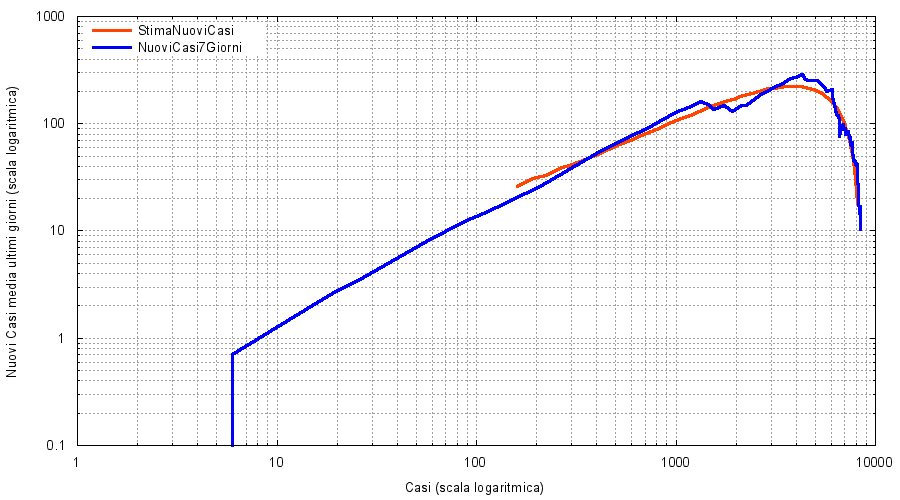 1000
StimaNuoviCasi
NuoviCasi7Giorni
100
10
1
0.1
Nuovi Casi media ultimi giorni (scala logaritmica)
1 10 100 1000 10000
Casi (scala logaritmica)